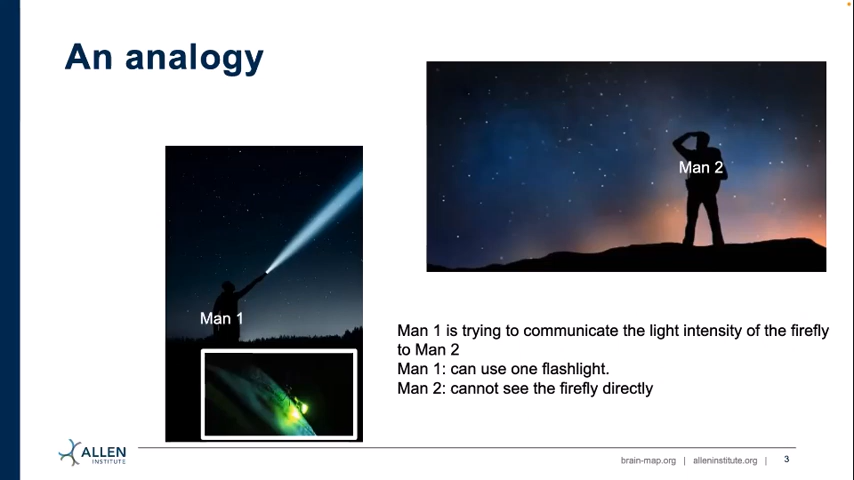 An analogy
Man 2
Man 1
Man 1 is trying to communicate the light intensity of the firefly
to Man 2
Man 1: can use one flashlight.
Man 2: cannot see the firefly directly
ALLEN
INSTITUTE
brain-map.org | alleninstitute.org | 3